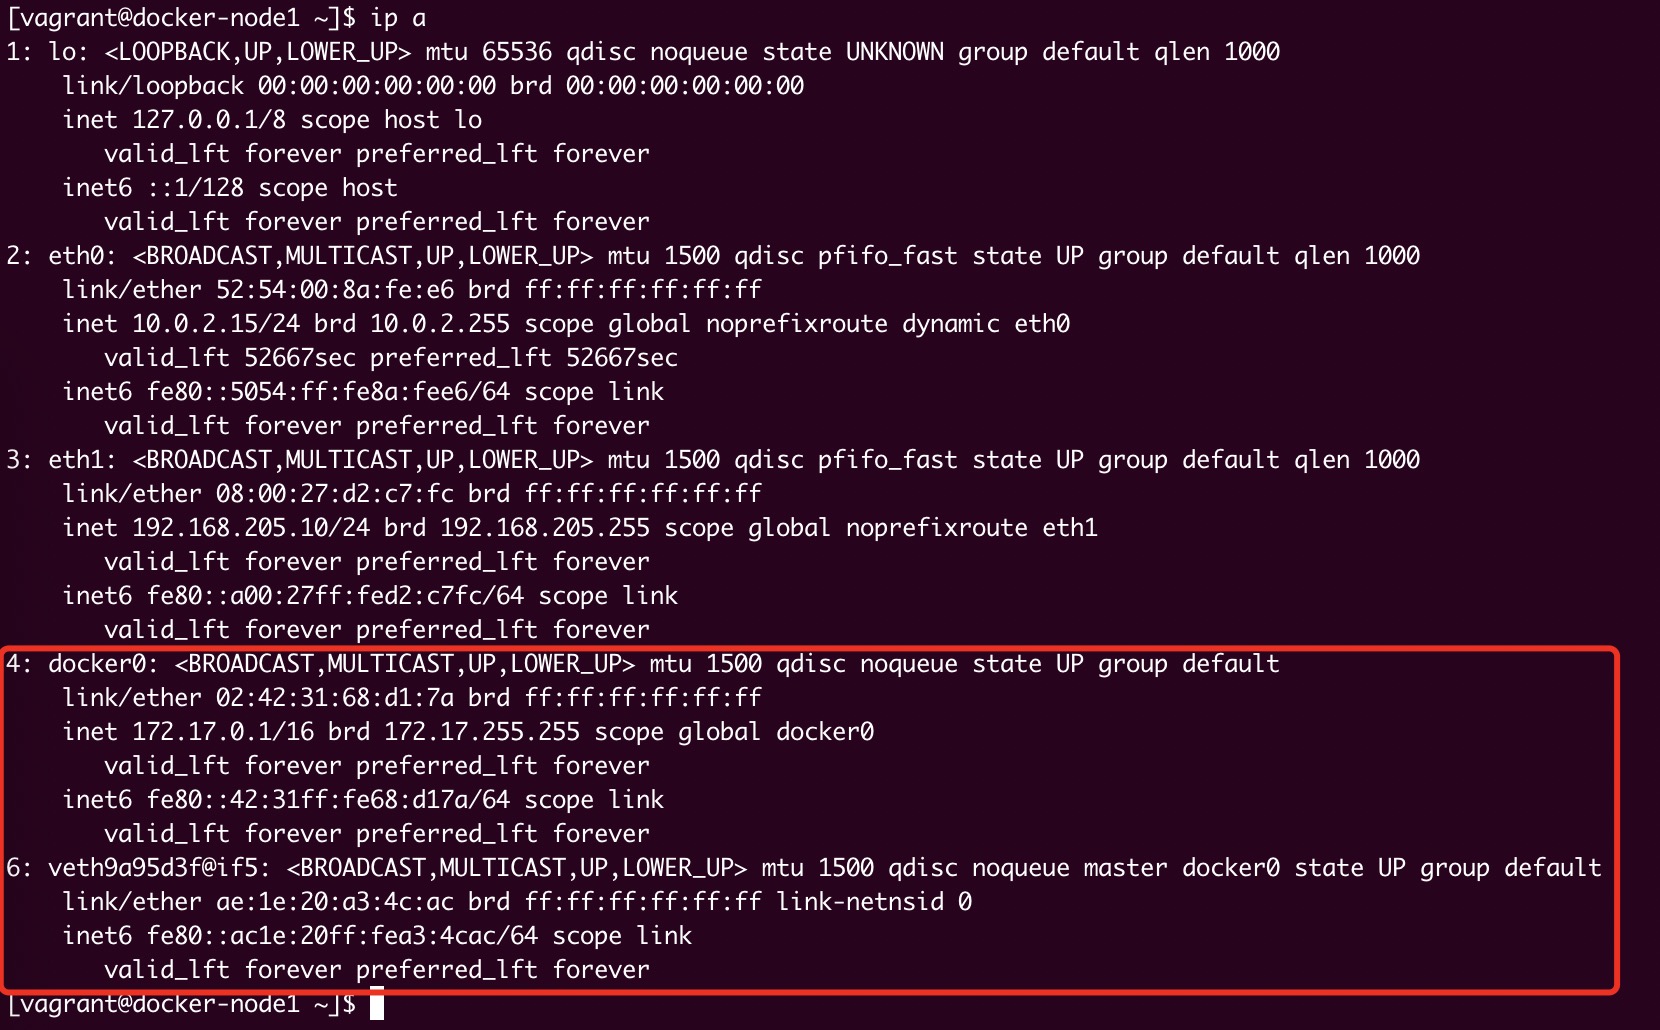 [vagrant@docker-node1 ~]$ ip a
1: lo: <LOOPBACK,UP,LOWER_UP> mtu 65536 qdisc noqueue state UNKNOWN group default qlen 1000
    link/loopback 00:00:00:00:00:00 brd 00:00:00:00:00:00
    inet 127.0.0.1/8 scope host lo
       valid_lft forever preferred_lft forever
    inet6 ::1/128 scope host
       valid_lft forever preferred_lft forever
2: eth0: <BROADCAST,MULTICAST,UP,LOWER_UP> mtu 1500 qdisc pfifo_fast state UP group default qlen 1000
    link/ether 52:54:00:8a:fe:e6 brd ff:ff:ff:ff:ff:ff
    inet 10.0.2.15/24 brd 10.0.2.255 scope global noprefixroute dynamic eth0
       valid_lft 52667sec preferred_lft 52667sec
    inet6 fe80::5054:ff:fe8a:fee6/64 scope link
       valid_lft forever preferred_lft forever
3: eth1: <BROADCAST,MULTICAST,UP,LOWER_UP> mtu 1500 qdisc pfifo_fast state UP group default qlen 1000
    link/ether 08:00:27:d2:c7:fc brd ff:ff:ff:ff:ff:ff
    inet 192.168.205.10/24 brd 192.168.205.255 scope global noprefixroute eth1
       valid_lft forever preferred_lft forever
    inet6 fe80::a00:27ff:fed2:c7fc/64 scope link
       valid_lft forever preferred_lft forever
4: docker0: <BROADCAST,MULTICAST,UP,LOWER_UP> mtu 1500 qdisc noqueue state UP group default
    link/ether 02:42:31:68:d1:7a brd ff:ff:ff:ff:ff:ff
    inet 172.17.0.1/16 brd 172.17.255.255 scope global docker0
       valid_lft forever preferred_lft forever
    inet6 fe80::42:31ff:fe68:d17a/64 scope link
       valid_lft forever preferred_lft forever
6: veth9a95d3f@if5: <BROADCAST,MULTICAST,UP,LOWER_UP> mtu 1500 qdisc noqueue master docker0 state UP group default
    link/ether ae:1e:20:a3:4c:ac brd ff:ff:ff:ff:ff:ff link-netnsid 0
    inet6 fe80::ac1e:20ff:fea3:4cac/64 scope link
       valid_lft forever preferred_lft forever
[vagrant@docker-node1 ~]$